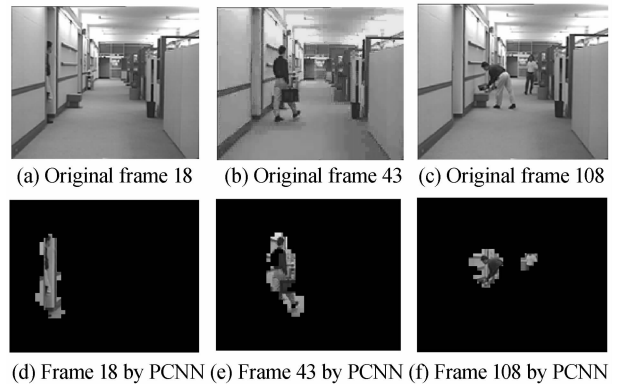 (a) Original frame 18
(b) Original frame 43
(c) Original frame 108
(d) Frame 18 by PCNN
(e) Frame 43 by PCNN
(f) Frame 108 by PCNN